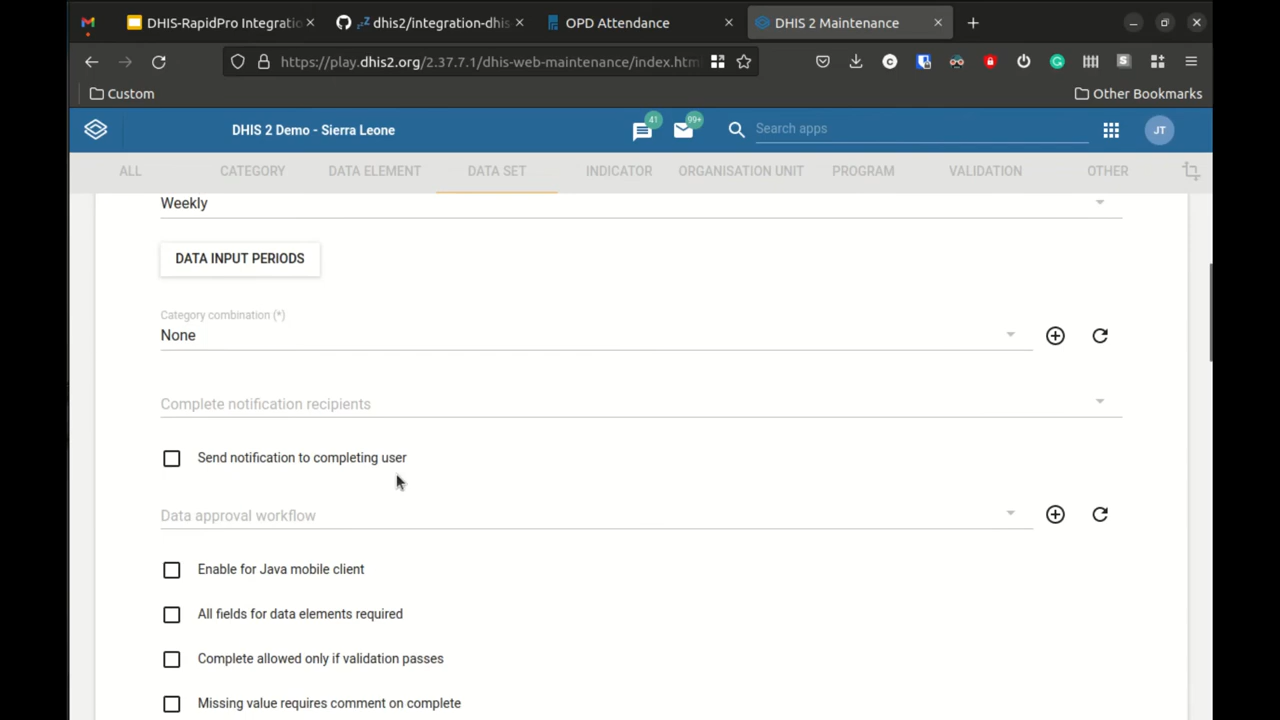 DHIS-RapidPro Integratio
dhis2/integration-dhis
OPD Attendance
DHIS 2 Maintenance
https://play.dhis2.org/2.37.7.1/dhis-web-maintenance/index.htm
Custom
Other Bookmarks
DHIS 2 Demo - Sierra Leone
41
99+
Search apps
JT
ALL
CATEGORY
DATA ELEMENT
DATA SET
INDICATOR
ORGANISATION UNIT
PROGRAM
VALIDATION
OTHER
Weekly
DATA INPUT PERIODS
Category combination (*)
None
Complete notification recipients
Send notification to completing user
Data approval workflow
Enable for Java mobile client
All fields for data elements required
Complete allowed only if validation passes
Missing value requires comment on complete